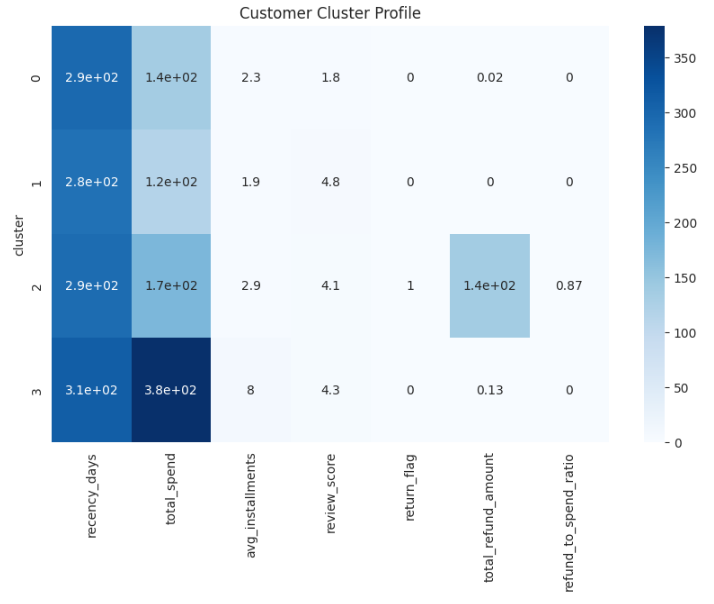 Customer Cluster Profile
0 2.9e+02 1.4e+02 2.3 1.8 0 0.02 0
1 2.8e+02 1.2e+02 1.9 4.8 0 0 0
2 2.9e+02 1.7e+02 2.9 4.1 1 1.4e+02 0.87
3 3.1e+02 3.8e+02 8 4.3 0 0.13 0
cluster
recency_days
total_spend
avg_installments
review_score
return_flag
total_refund_amount
refund_to_spend_ratio
350
300
250
200
150
100
50
0